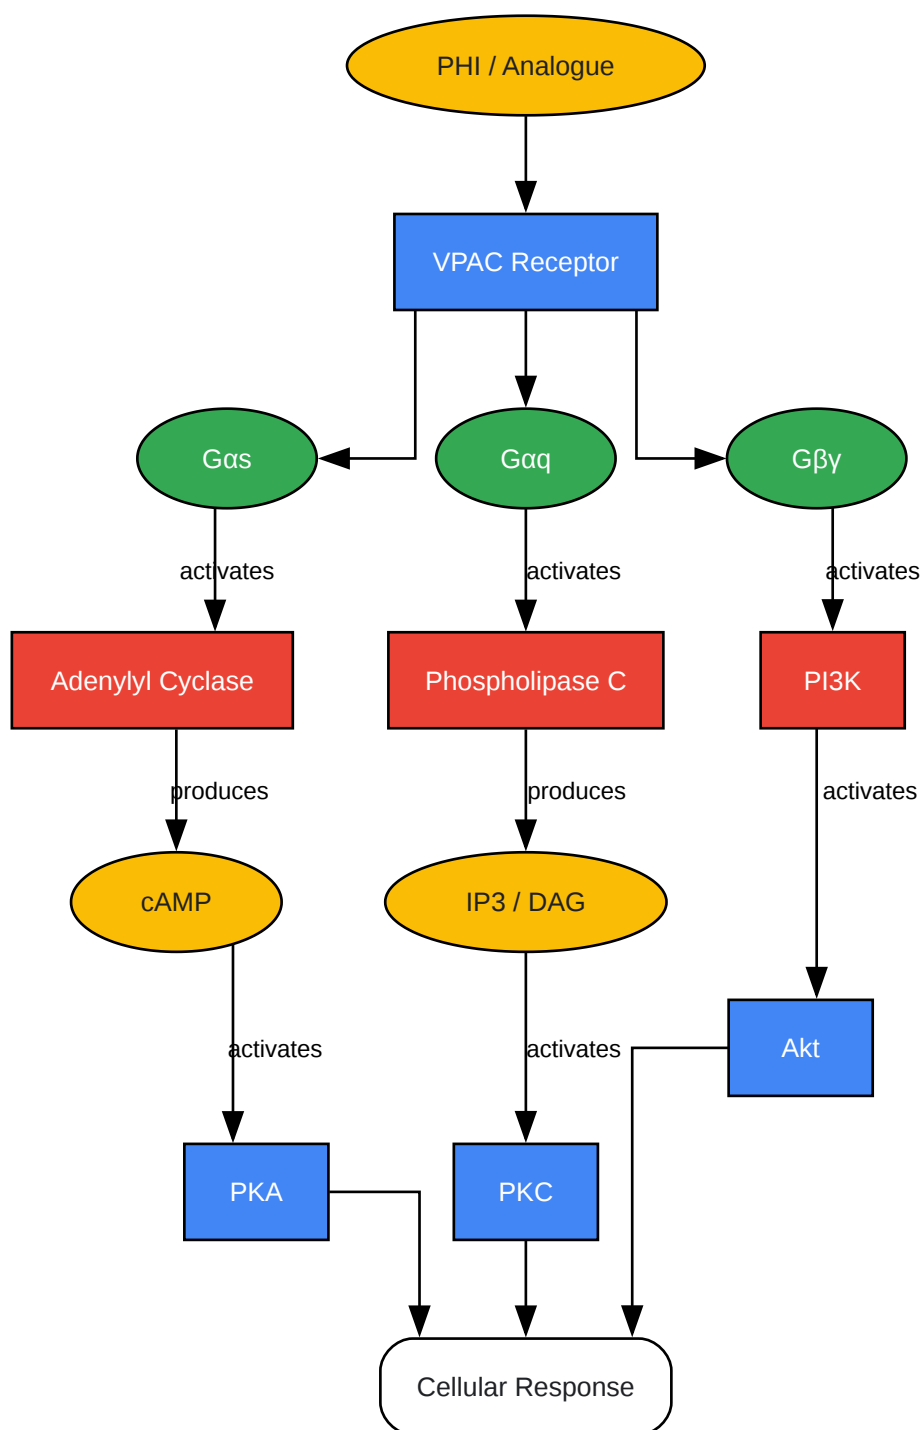 PHI / Analogue
VPAC Receptor
Gαs
Gαq
Gβγ
activates
activates
activates
Adenylyl Cyclase
Phospholipase C
PI3K
produces
produces
activates
cAMP
IP3 / DAG
Akt
activates
activates
PKA
PKC
Cellular Response